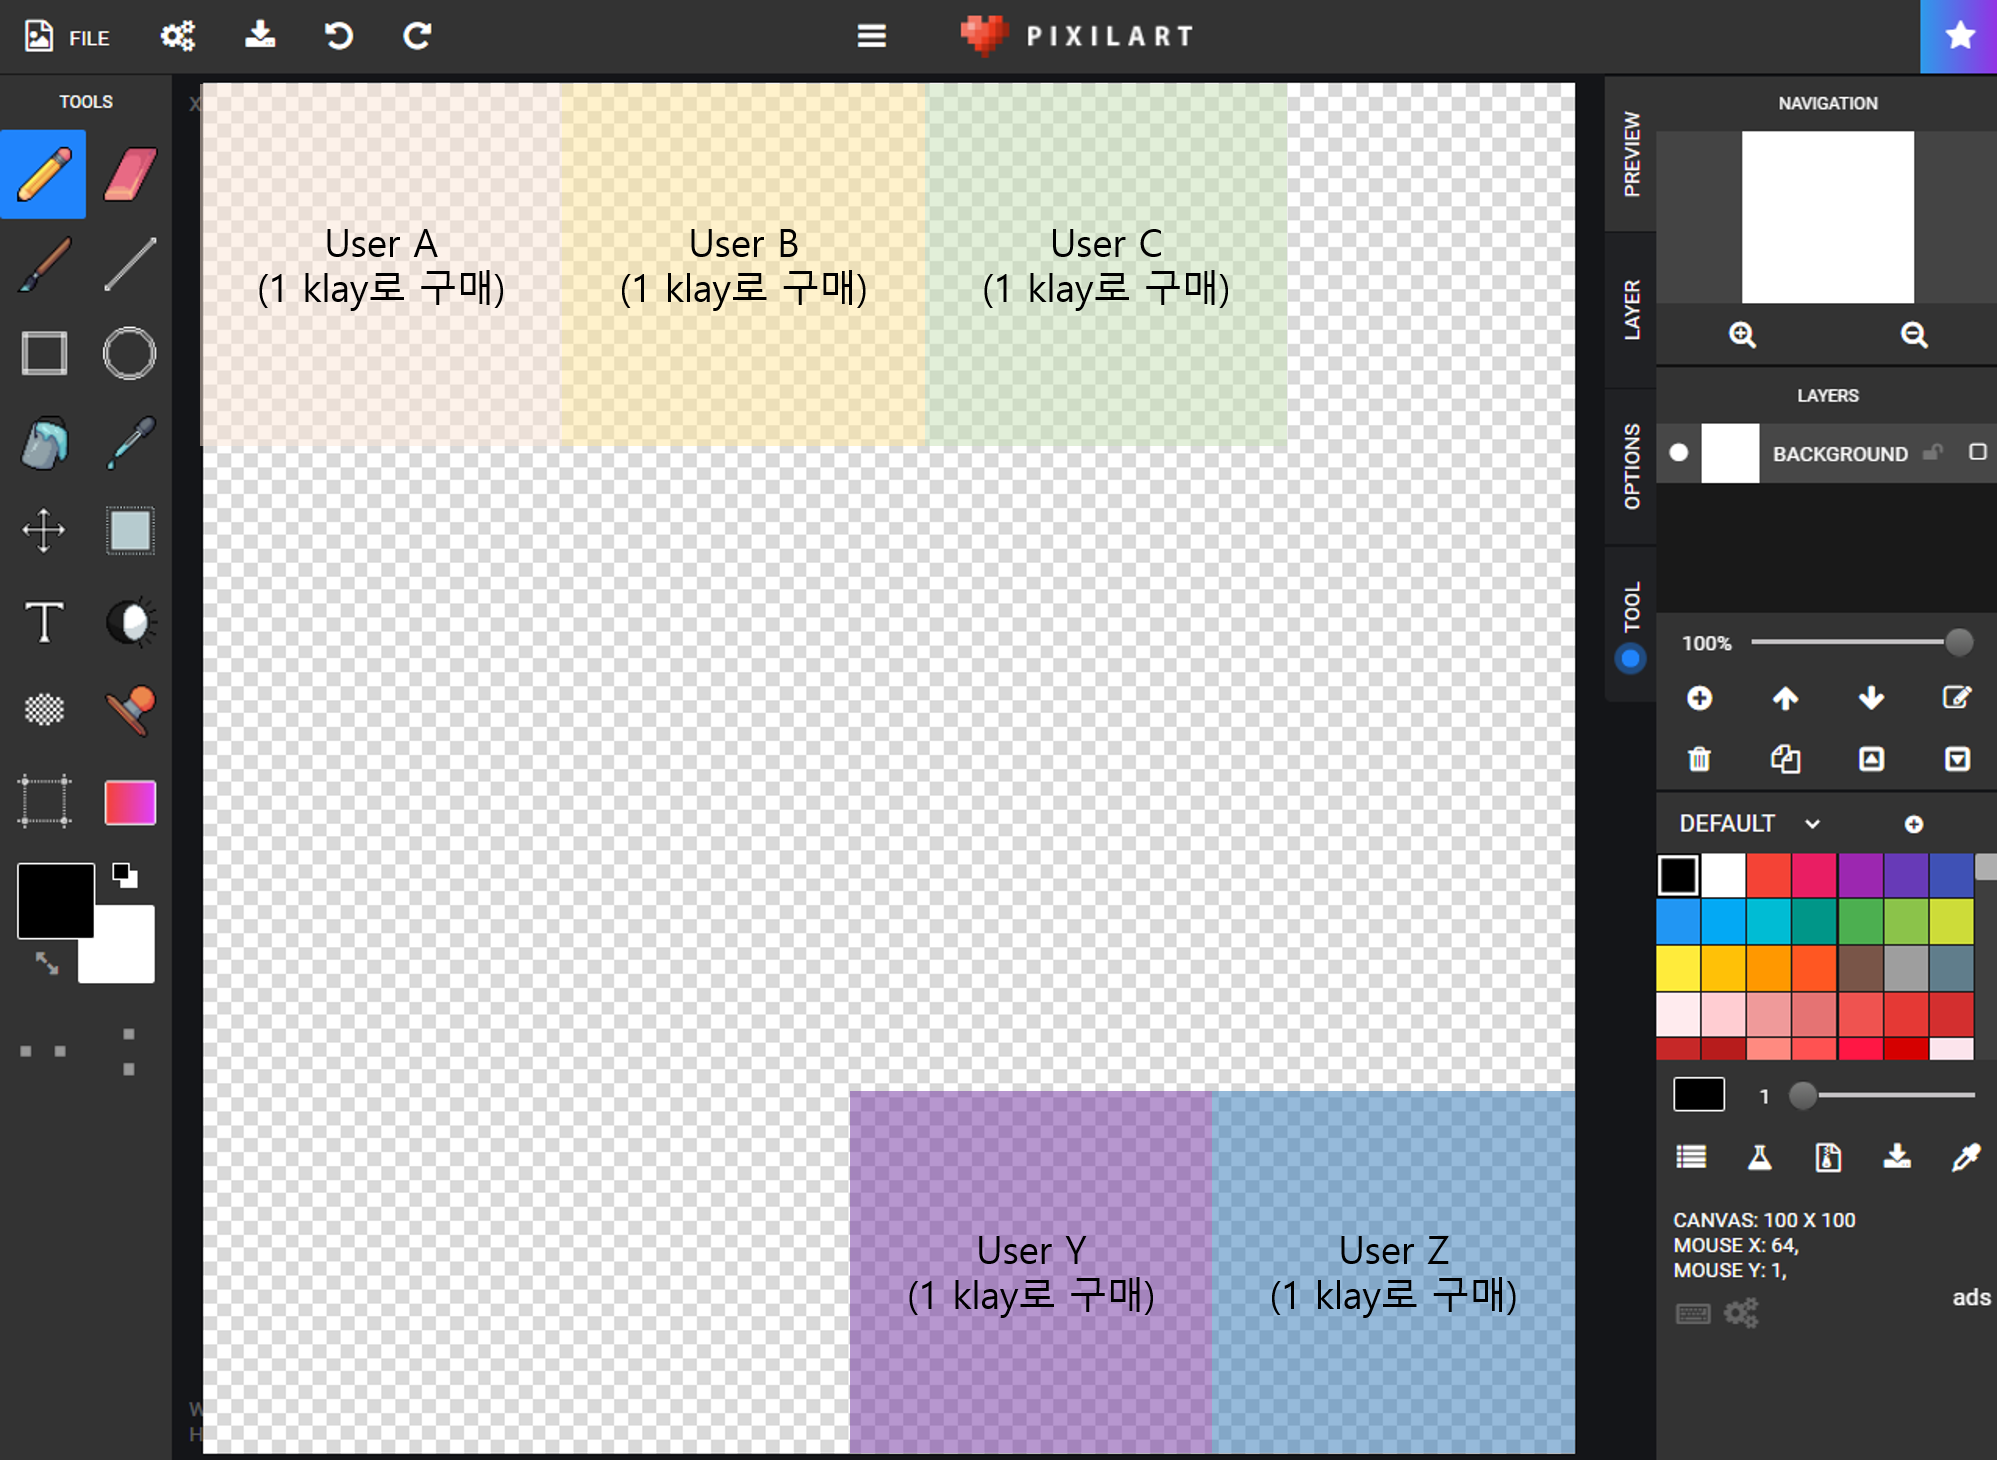 FILE
PIXILART
TOOLS
X
User A
(1 klay로 구매)
User B
(1 klay로 구매)
User C
(1 klay로 구매)
User Y
(1 klay로 구매)
User Z
(1 klay로 구매)
W
H
PREVIEW
LAYER
OPTIONS
TOOL
NAVIGATION
LAYERS
BACKGROUND
100%
DEFAULT
1
CANVAS: 100 X 100
MOUSE X: 64,
MOUSE Y: 1,
ads